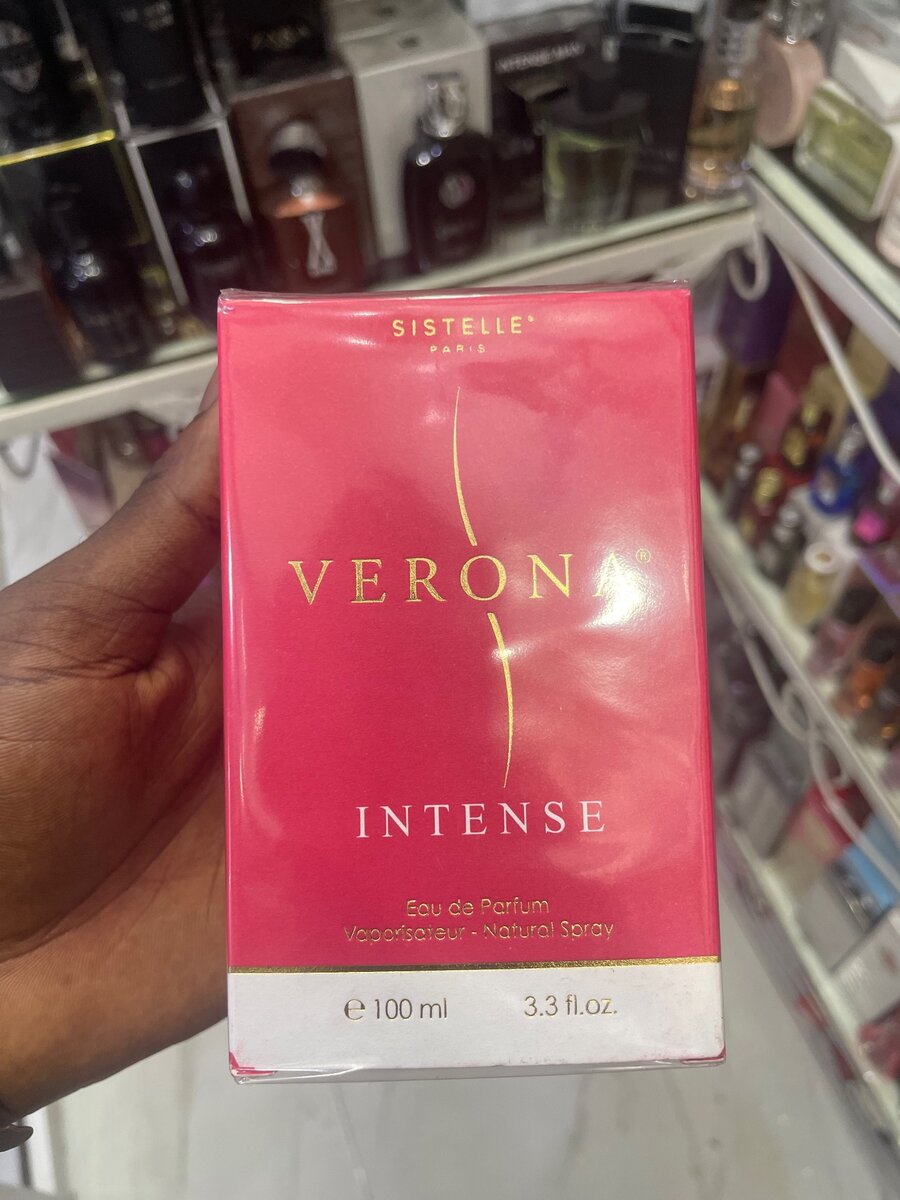 SISTELLE®
PARIS
VERONA®
INTENSE
Eau de Parfum
Vaporisateur - Natural Spray
℮ 100 ml 3.3 fl.oz.